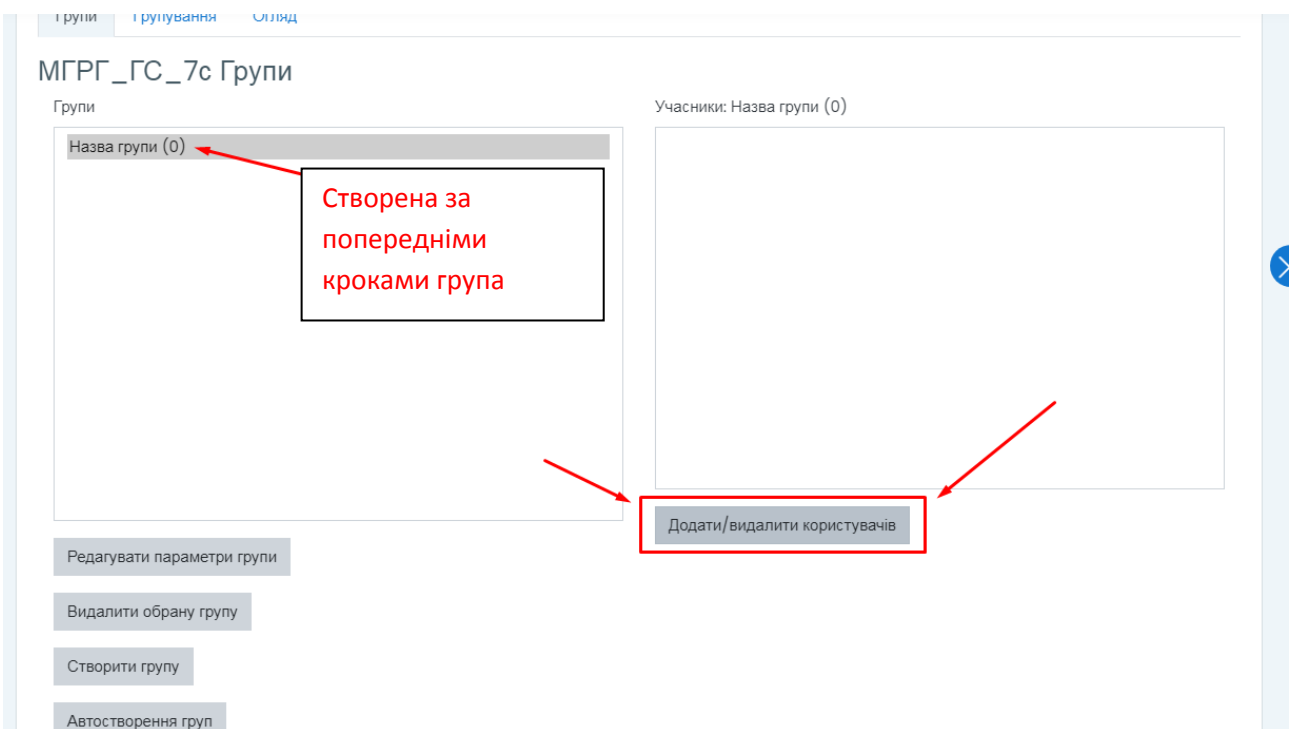 Групи Групування Огляд
МГРГ_ГС_7с Групи
Групи
Учасники: Назва групи (0)
Назва групи (0)
Створена за
попередніми
кроками група
Додати/видалити користувачів
Редагувати параметри групи
Видалити обрану групу
Створити групу
Автостворення груп